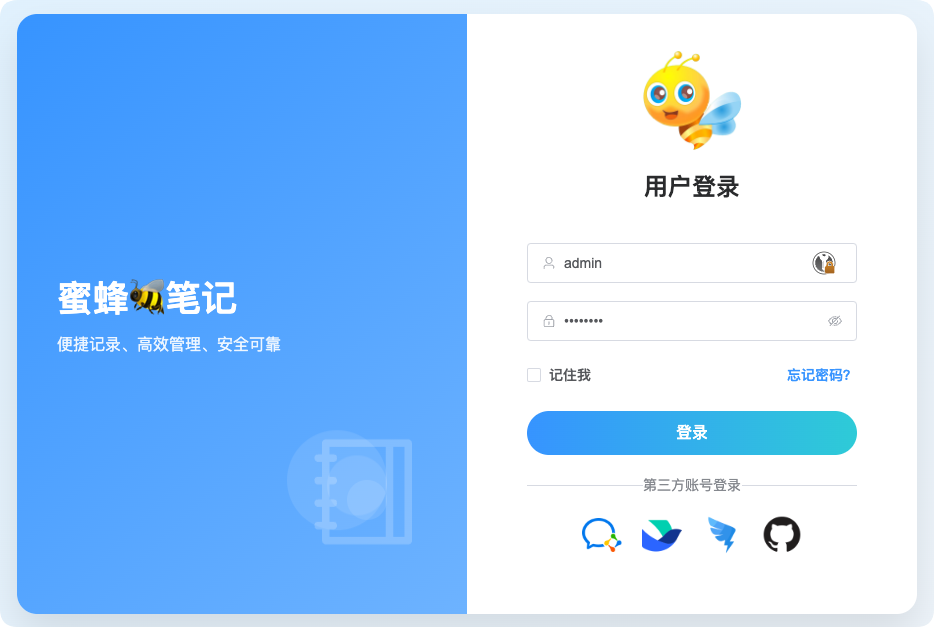 蜜蜂🐝笔记
便捷记录、高效管理、安全可靠
用户登录
admin
••••••••
记住我
忘记密码?
登录
第三方账号登录